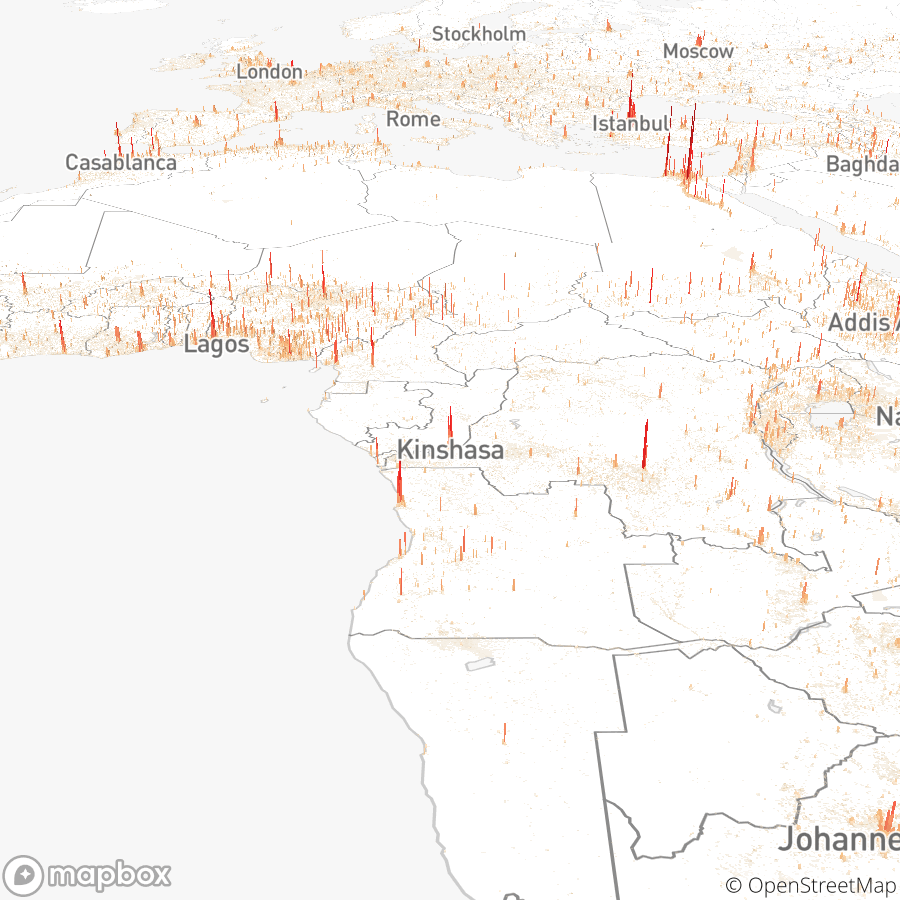 Stockholm
Moscow
London
Rome
Istanbul
Casablanca
Baghda
Addis A
Lagos
Na
Kinshasa
Johanne
mapbox
© OpenStreetMap